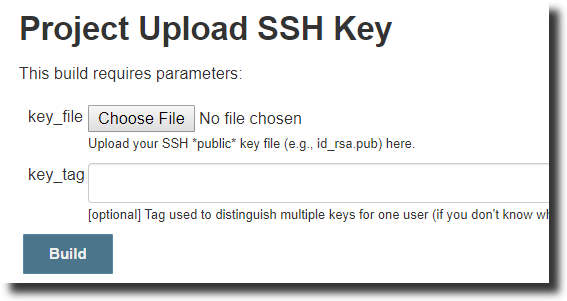 Project Upload SSH Key
This build requires parameters:
key_file Choose File No file chosen
Upload your SSH *public* key file (e.g., id_rsa.pub) here.
key_tag
[optional] Tag used to distinguish multiple keys for one user (if you don't know
Build